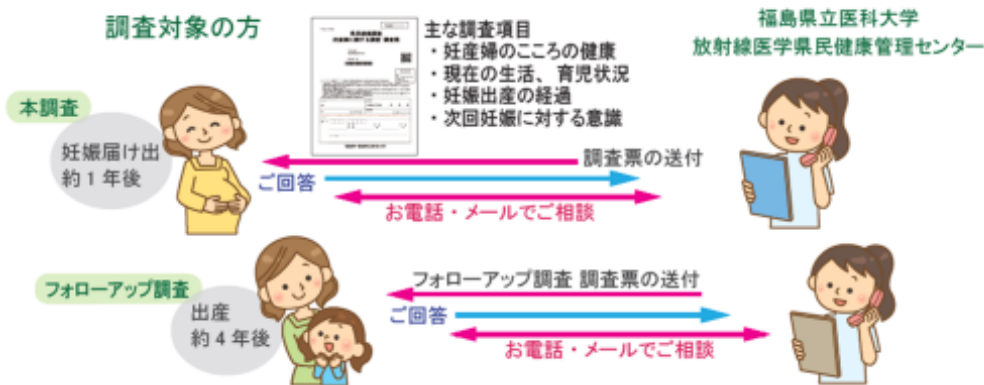 調査対象の方
主な調査項目
・妊産婦のこころの健康
・現在の生活、育児状況
・妊娠出産の経過
・次回妊娠に対する意識
福島県立医科大学
放射線医学県民健康管理センター
本調査
妊娠届け出
約1年後
調査票の送付
ご回答
お電話・メールでご相談
フォローアップ調査
出産
約4年後
フォローアップ調査 調査票の送付
ご回答
お電話・メールでご相談